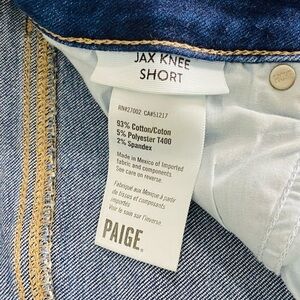 JAX KNEE
SHORT
RN#27002 CA#51217
93% Cotton/Coton
5% Polyester T400
2% Spandex
Made in Mexico of imported
fabric and components
See care on reverse.
Fabriqué aux Mexique à partir
de tissus et composants
importés
Voir le soin sur l'inverse.
PAIGE